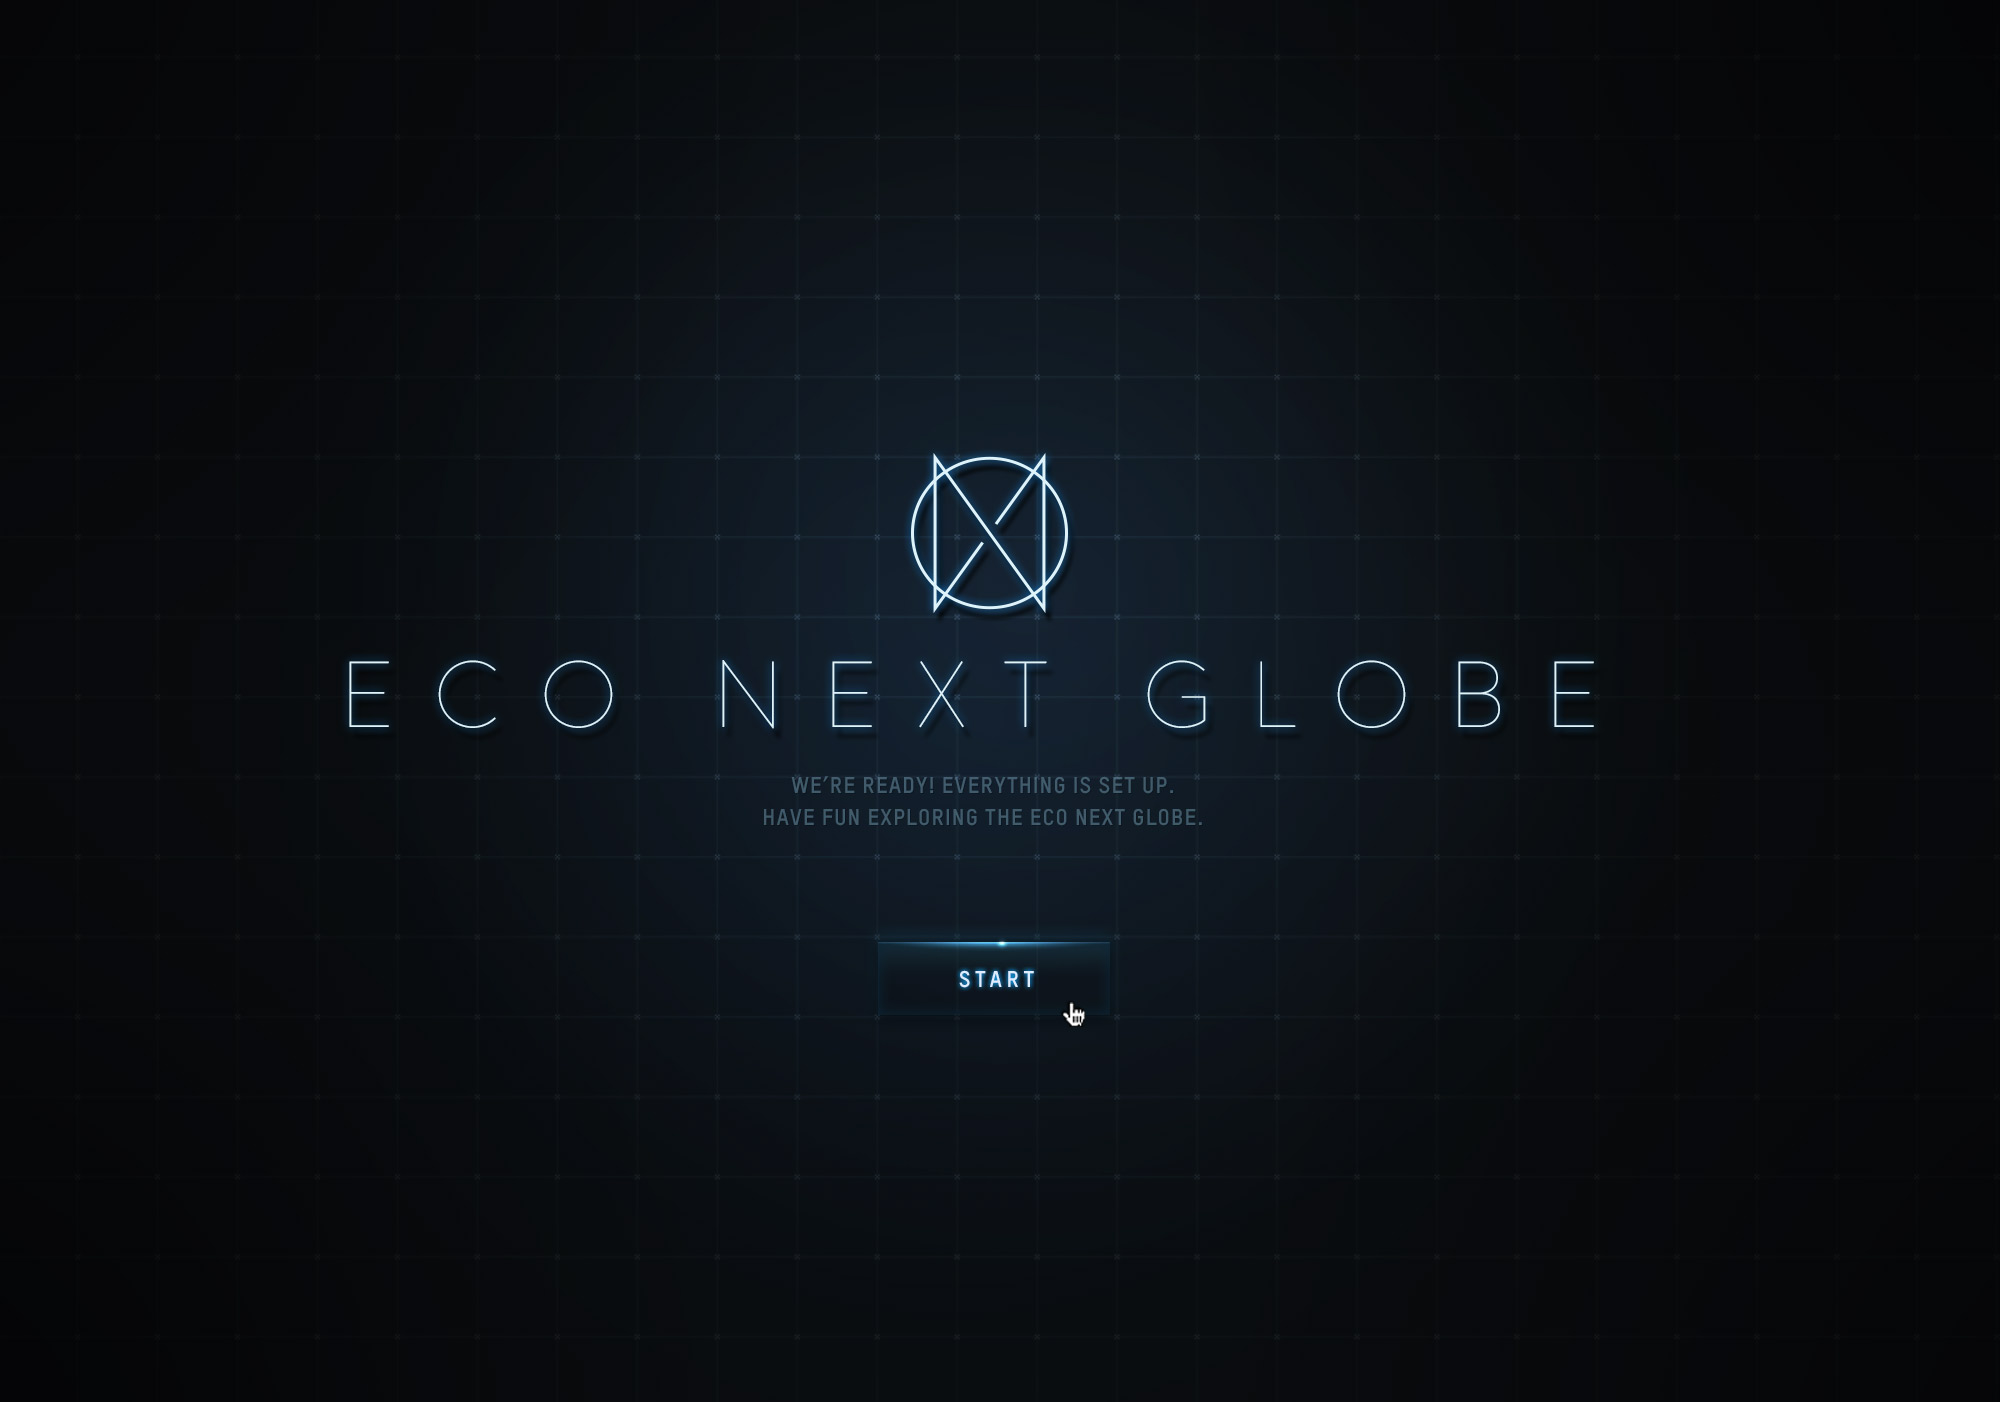 ECO NEXT GLOBE
WE'RE READY! EVERYTHING IS SET UP.
HAVE FUN EXPLORING THE ECO NEXT GLOBE.
START